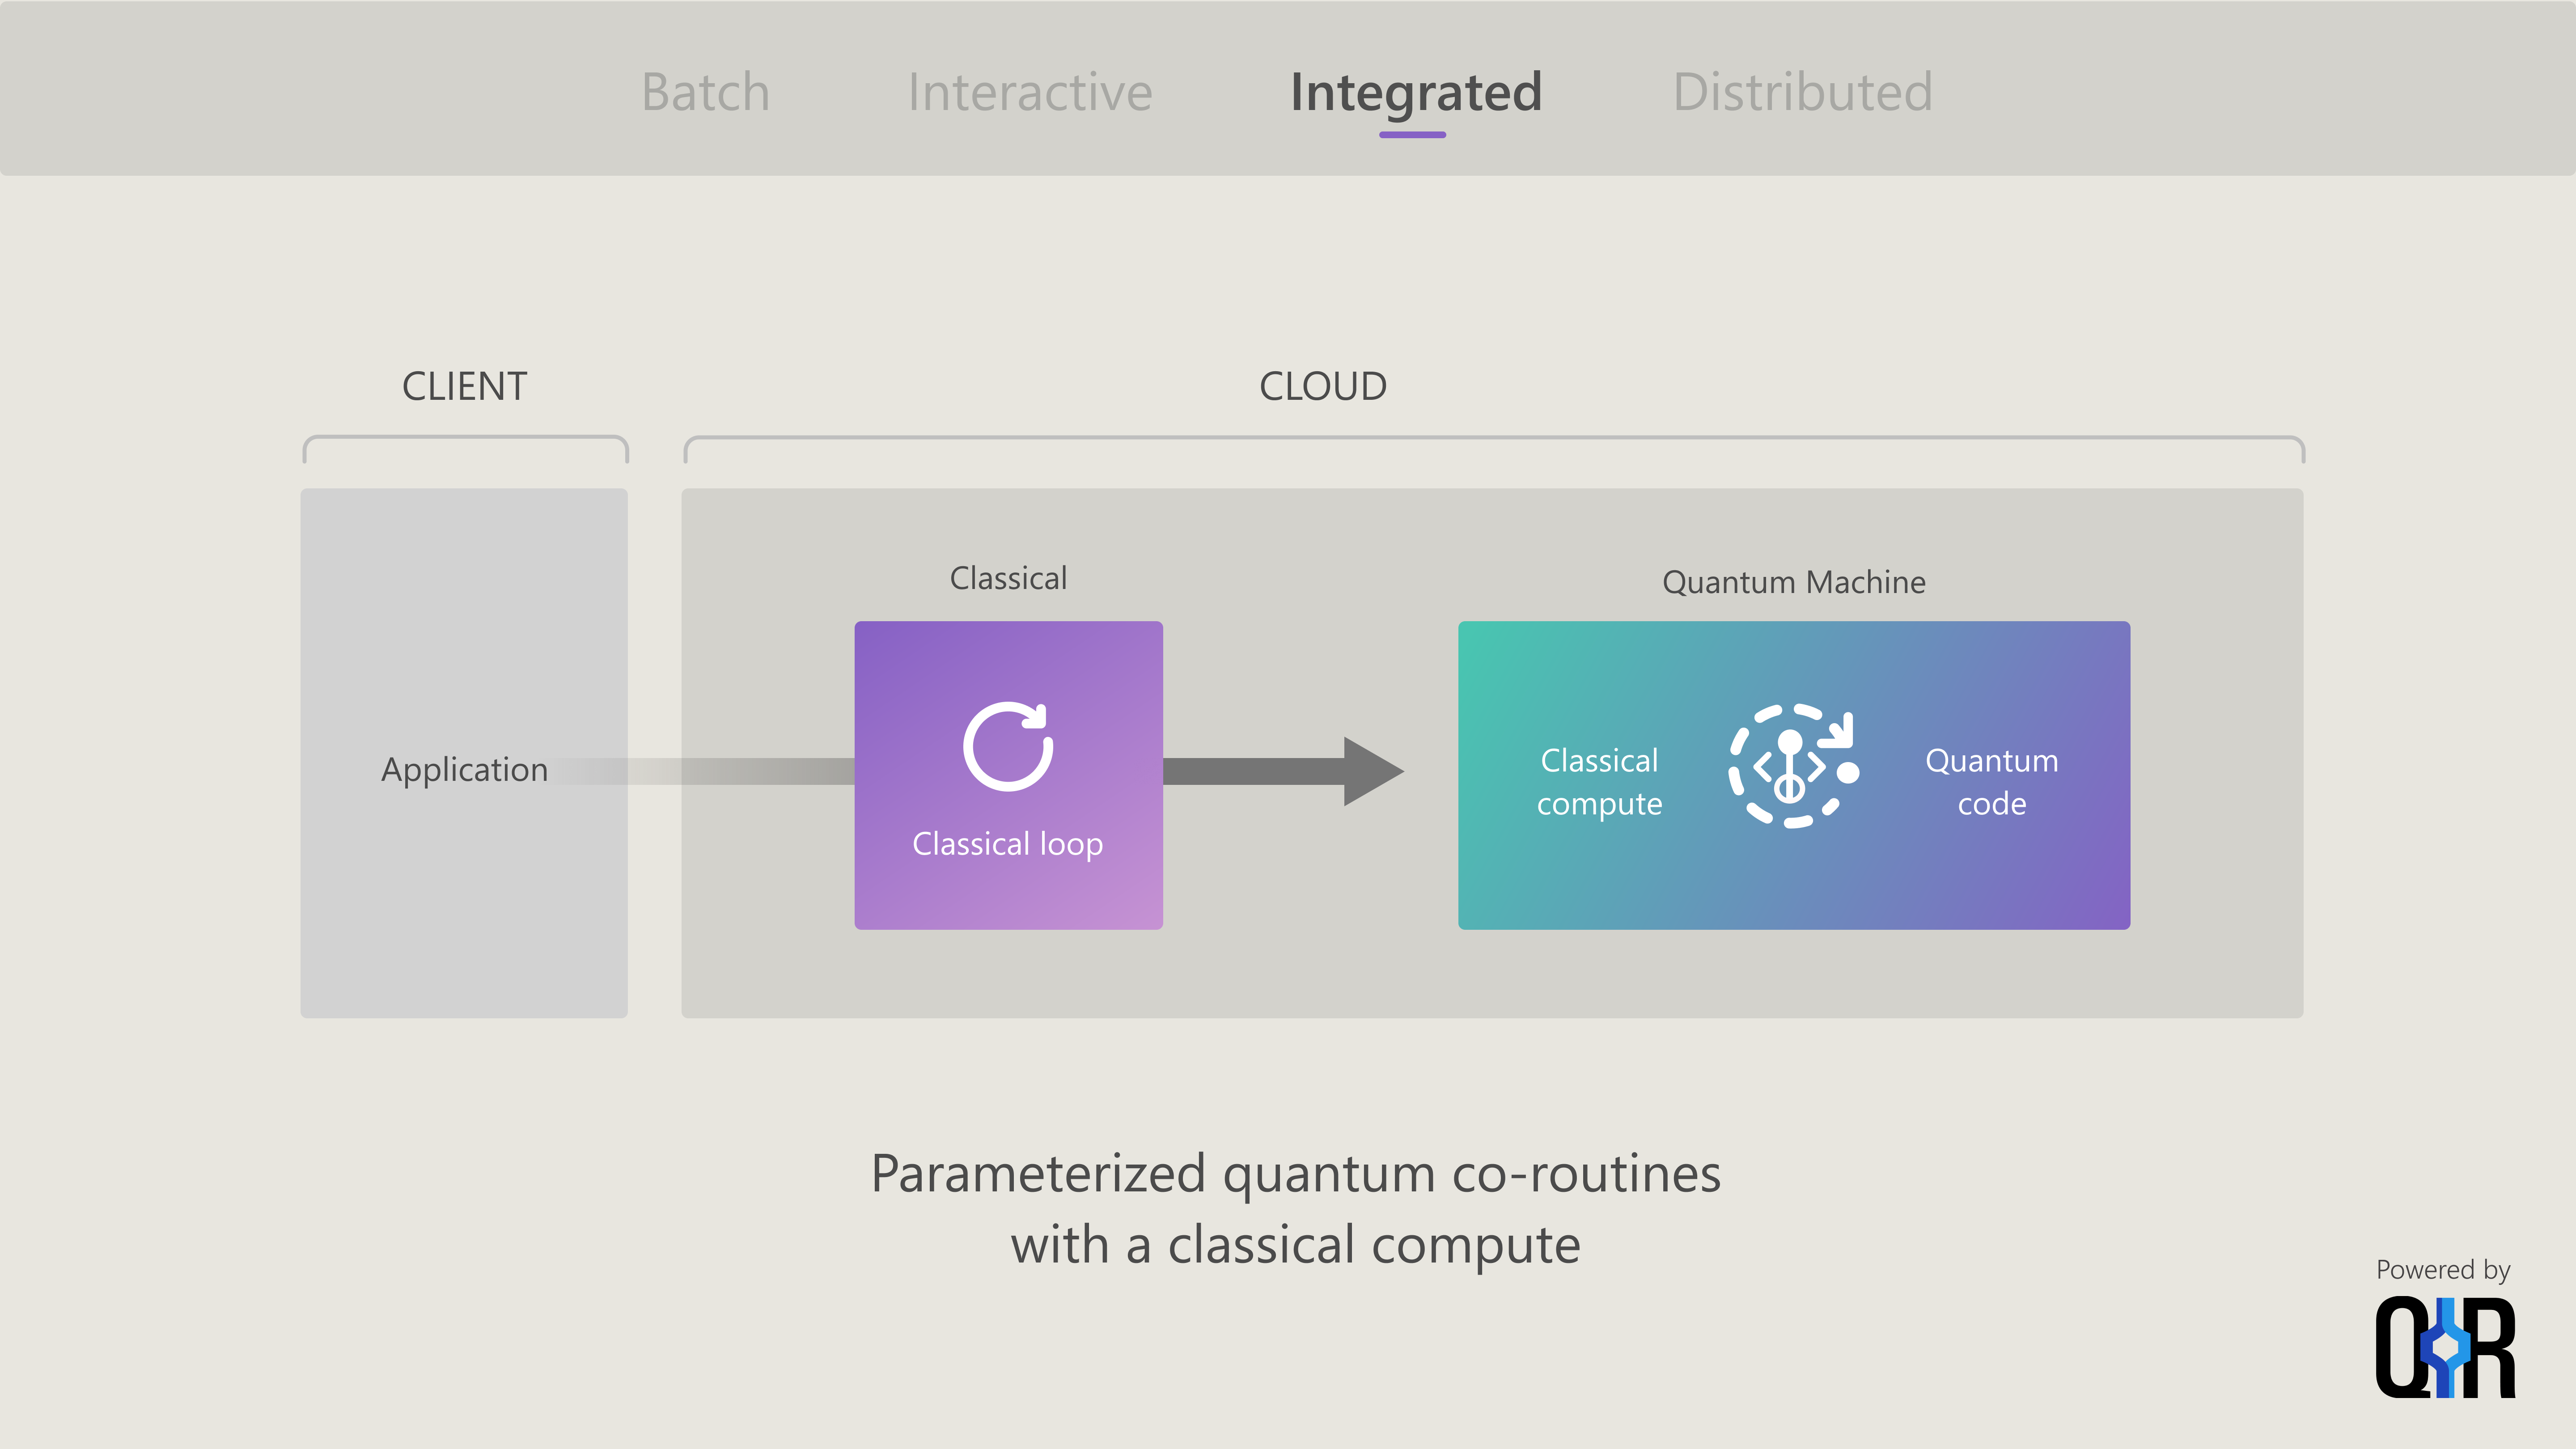 Batch Interactive Integrated Distributed
CLIENT
CLOUD
Classical
Quantum Machine
Application
Classical loop
Classical
compute
Quantum
code
Parameterized quantum co-routines
with a classical compute
Powered by
QIR